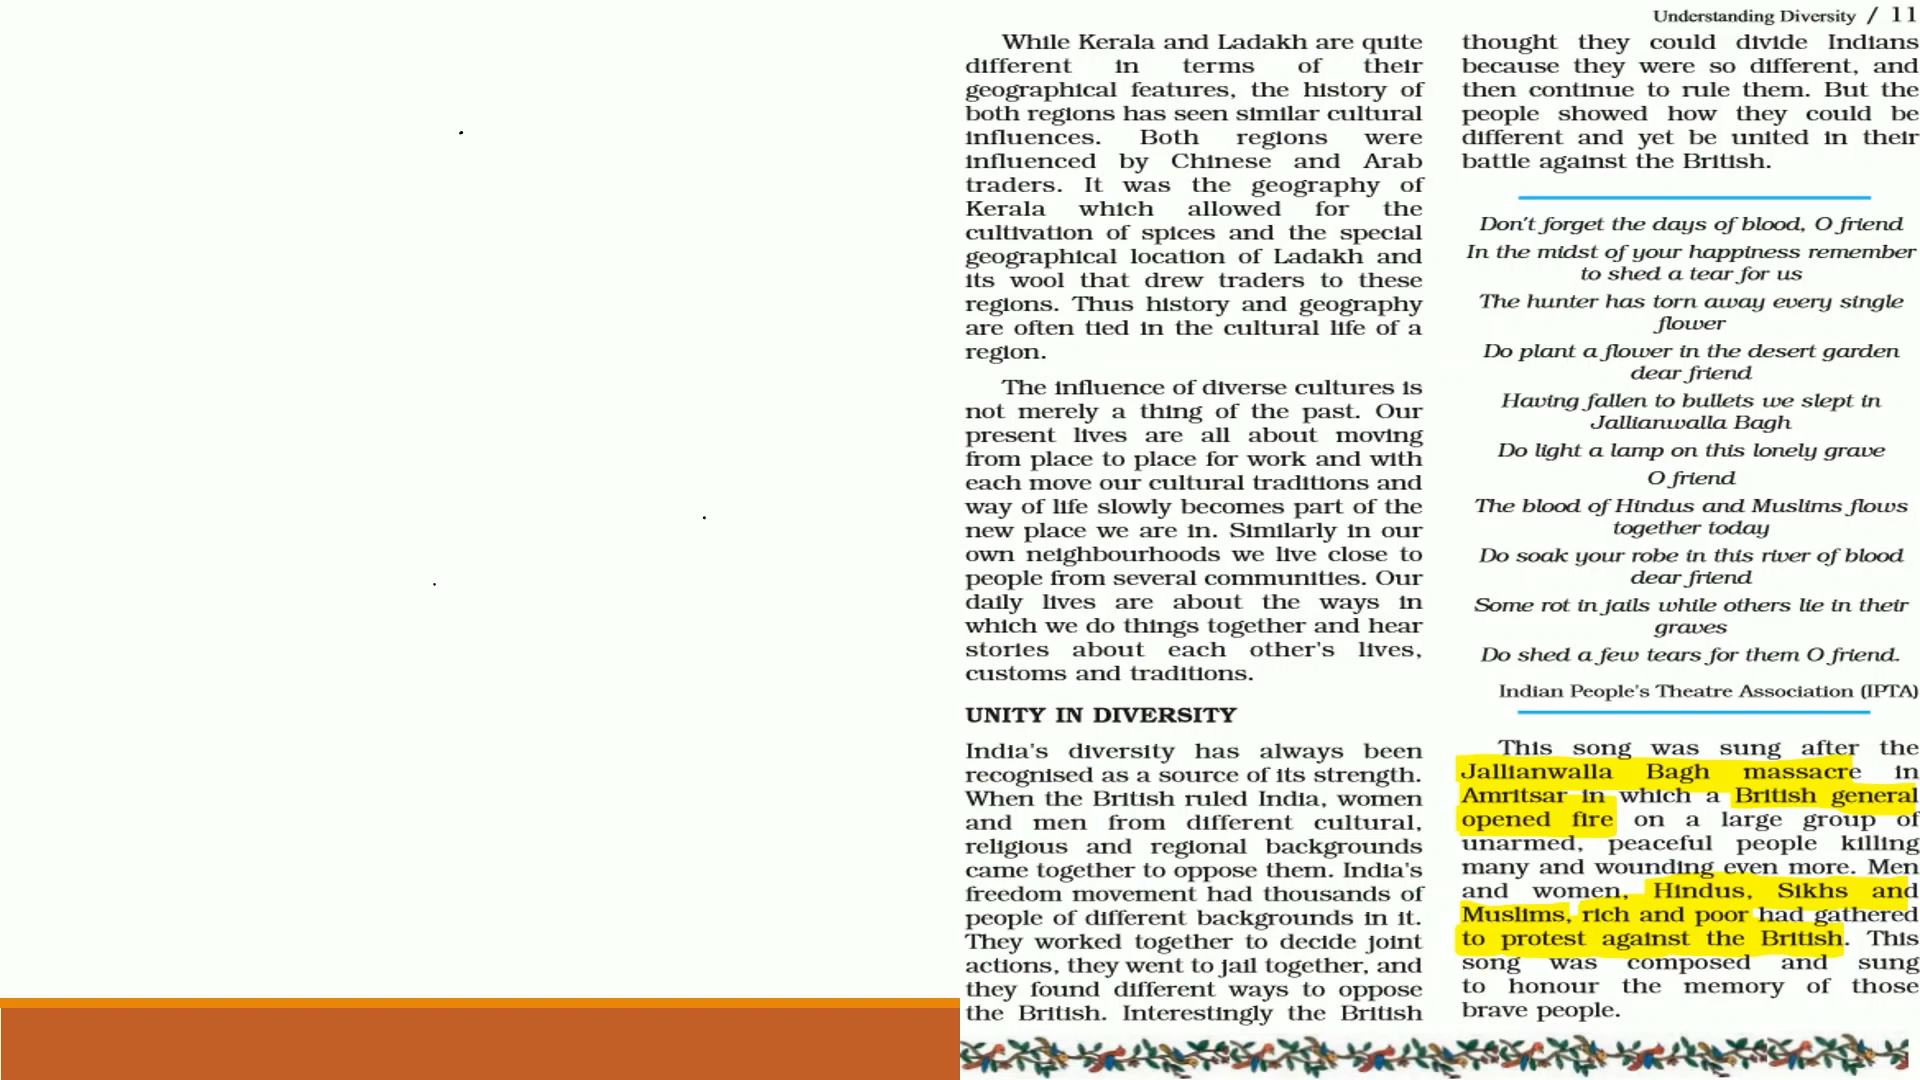 Understanding Diversity / 11
While Kerala and Ladakh are quite
different in terms of their
geographical features, the history of
both regions has seen similar cultural
influences. Both regions were
influenced by Chinese and Arab
traders. It was the geography of
Kerala which allowed for the
cultivation of spices and the special
geographical location of Ladakh and
its wool that drew traders to these
regions. Thus history and geography
are often tied in the cultural life of a
region.
The influence of diverse cultures is
not merely a thing of the past. Our
present lives are all about moving
from place to place for work and with
each move our cultural traditions and
way of life slowly becomes part of the
new place we are in. Similarly in our
own neighbourhoods we live close to
people from several communities. Our
daily lives are about the ways in
which we do things together and hear
stories about each other's lives,
customs and traditions.
UNITY IN DIVERSITY
India's diversity has always been
recognised as a source of its strength.
When the British ruled India, women
and men from different cultural,
religious and regional backgrounds
came together to oppose them. India's
freedom movement had thousands of
people of different backgrounds in it.
They worked together to decide joint
actions, they went to jail together, and
they found different ways to oppose
the British. Interestingly the British
thought they could divide Indians
because they were so different, and
then continue to rule them. But the
people showed how they could be
different and yet be united in their
battle against the British.
Don't forget the days of blood, O friend
In the midst of your happiness remember
to shed a tear for us
The hunter has torn away every single
flower
Do plant a flower in the desert garden
dear friend
Having fallen to bullets we slept in
Jallianwalla Bagh
Do light a lamp on this lonely grave
O friend
The blood of Hindus and Muslims flows
together today
Do soak your robe in this river of blood
dear friend
Some rot in jails while others lie in their
graves
Do shed a few tears for them O friend.
Indian People's Theatre Association (IPTA)
This song was sung after the
Jallianwalla Bagh massacre in
Amritsar in which a British general
opened fire on a large group of
unarmed, peaceful people killing
many and wounding even more. Men
and women, Hindus, Sikhs and
Muslims, rich and poor had gathered
to protest against the British. This
song was composed and sung
to honour the memory of those
brave people.